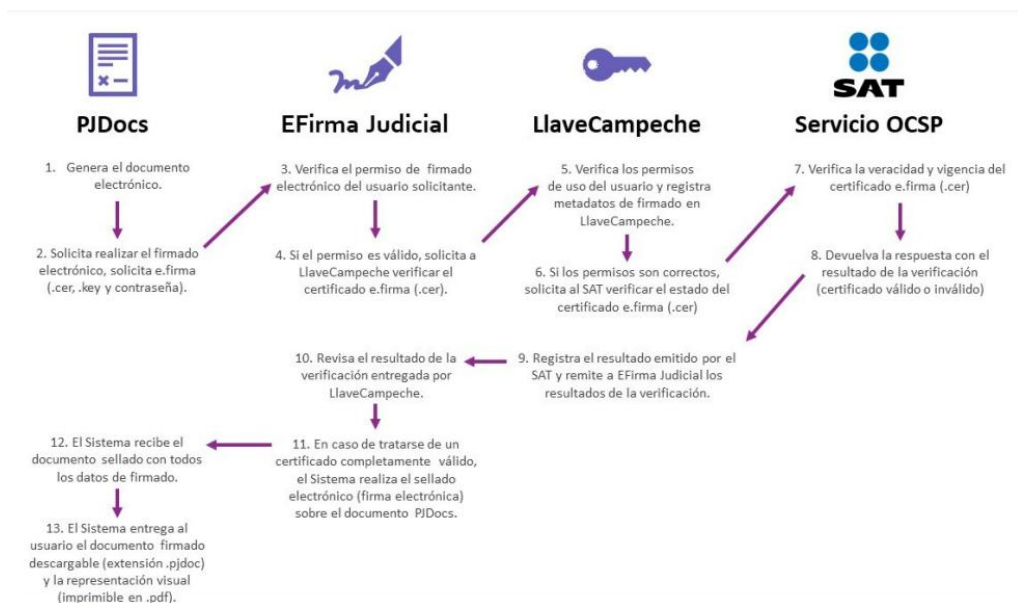 SAT
PJDocs
EFirma Judicial
LlaveCampeche
Servicio OCSP
1. Genera el documento
electrónico.
2. Solicita realizar el firmado
electrónico, solicita e.firma
(.cer, .key y contraseña).
3. Verifica el permiso de firmado
electrónico del usuario solicitante.
4. Si el permiso es válido, solicita a
LlaveCampeche verificar el
certificado e.firma (.cer).
5. Verifica los permisos
de uso del usuario y registra
metadatos de firmado en
LlaveCampeche.
6. Si los permisos son correctos,
solicita al SAT verificar el estado del
certificado e.firma (.cer)
7. Verifica la veracidad y vigencia del
certificado e.firma (.cer)
8. Devuelva la respuesta con el
resultado de la verificación
(certificado válido o inválido)
9. Registra el resultado emitido por el
SAT y remite a EFirma Judicial los
resultados de la verificación.
10. Revisa el resultado de la
verificación entregada por
LlaveCampeche.
11. En caso de tratarse de un
certificado completamente válido,
el Sistema realiza el sellado
electrónico (firma electrónica)
sobre el documento PJDocs.
12. El Sistema recibe el
documento sellado con todos
los datos de firmado.
13. El Sistema entrega al
usuario el documento firmado
descargable (extensión .pjdoc)
y la representación visual
(imprimible en .pdf).